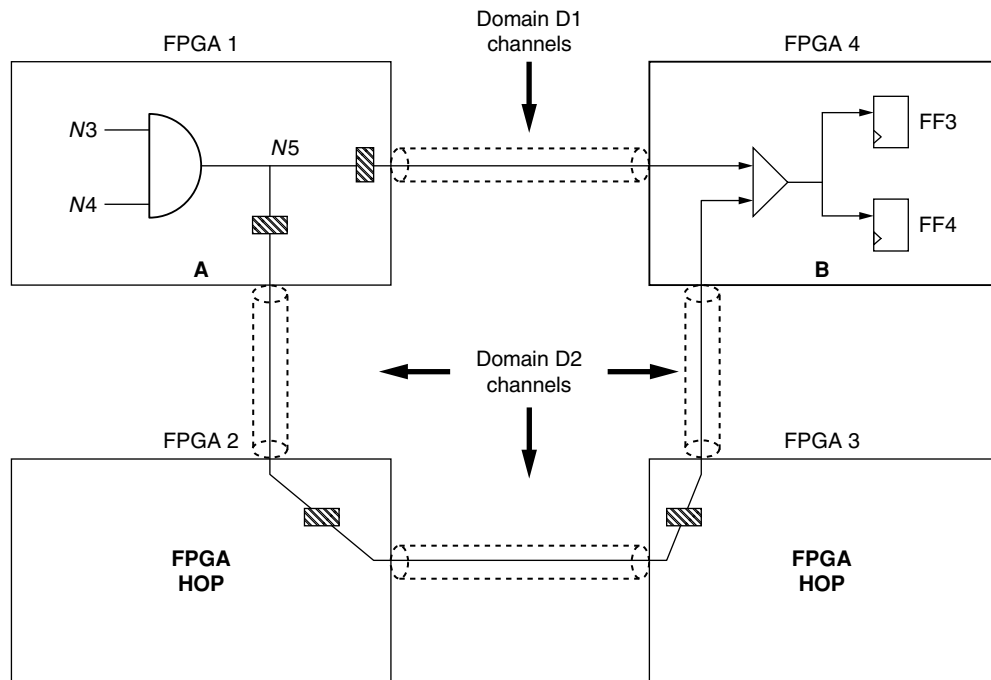 Domain D1
channels
FPGA 1
FPGA 4
N3
N4
N5
A
FF3
FF4
B
Domain D2
channels
FPGA 2
FPGA 3
FPGA
HOP
FPGA
HOP